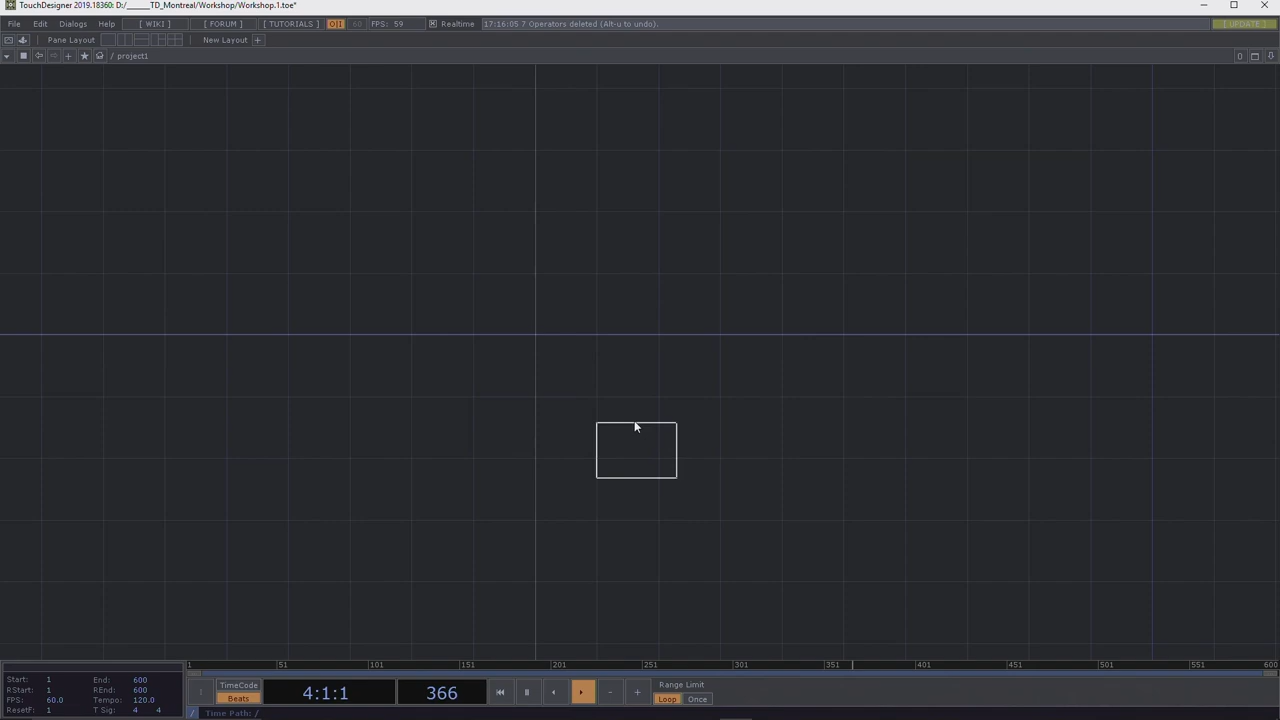 TouchDesigner 2019.18360: D:/_____TD_Montreal/Workshop/Workshop.1.toe*
File Edit Dialogs Help [ WIKI ] [ FORUM ] [ TUTORIALS ] O|I 60 FPS: 59 Realtime 17:16:05 7 Operators deleted (Alt-u to undo). [ UPDATE ]
Pane Layout New Layout +
+ / project1 0
1 51 101 151 201 251 301 351 401 451 501 551 600
Start: 1 End: 600
RStart: 1 REnd: 600
FPS: 60.0 Tempo: 120.0
ResetF: 1 T Sig: 4 4
TimeCode
Beats
4:1:1 366
- +
Range Limit
Loop Once
/ Time Path: /